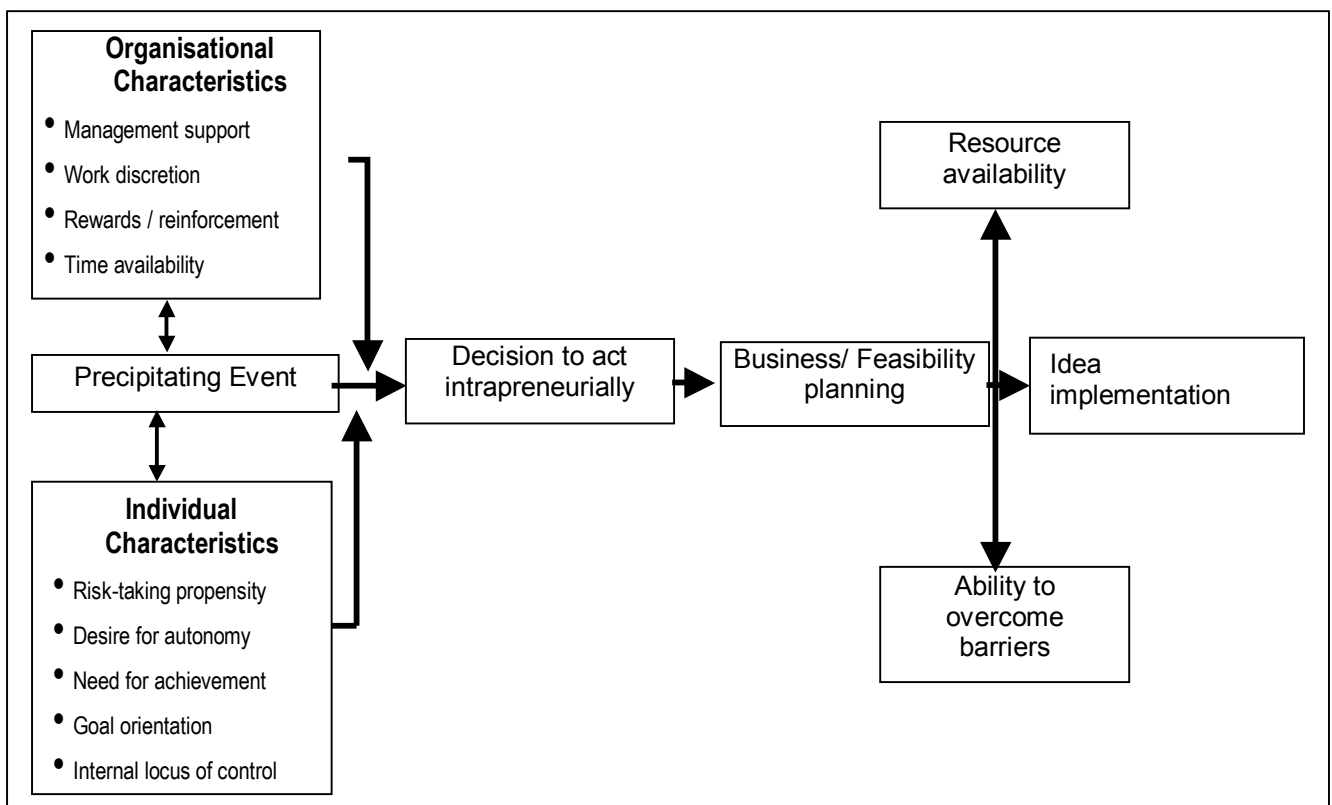 Organisational
Characteristics
• Management support
• Work discretion
• Rewards / reinforcement
• Time availability
Precipitating Event
Individual
Characteristics
• Risk-taking propensity
• Desire for autonomy
• Need for achievement
• Goal orientation
• Internal locus of control
Decision to act
intrapreneurially
Business/ Feasibility
planning
Resource
availability
Idea
implementation
Ability to
overcome
barriers